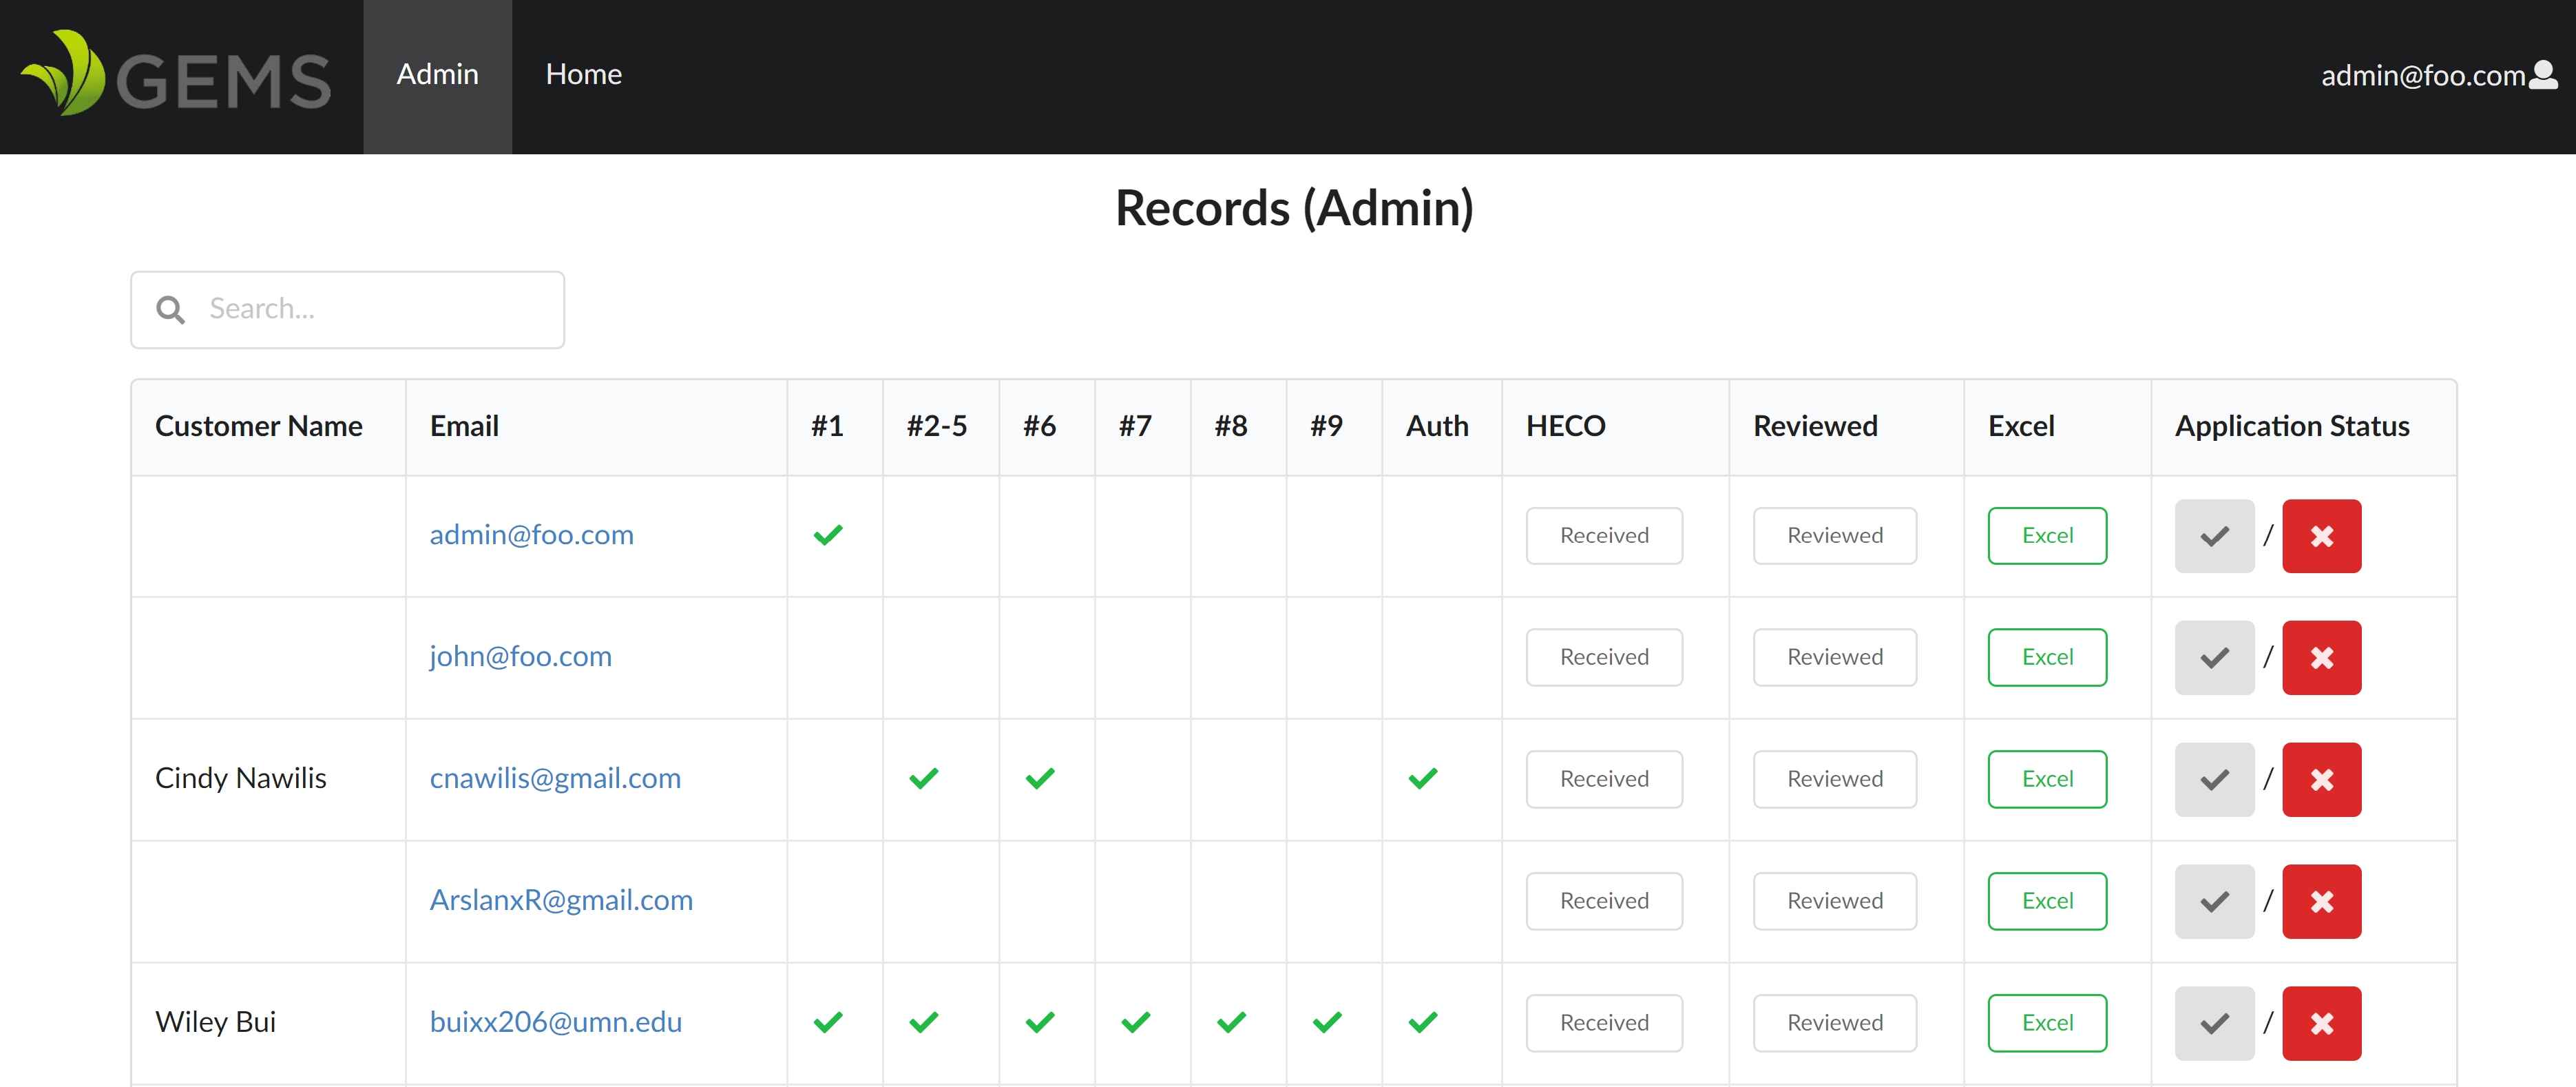 GEMS Admin Home admin@foo.com
Records (Admin)
Search...
Customer Name Email #1 #2-5 #6 #7 #8 #9 Auth HECO Reviewed Excel Application Status
admin@foo.com Received Reviewed Excel /
john@foo.com Received Reviewed Excel /
Cindy Nawilis cnawilis@gmail.com Received Reviewed Excel /
ArslanxR@gmail.com Received Reviewed Excel /
Wiley Bui buixx206@umn.edu Received Reviewed Excel /